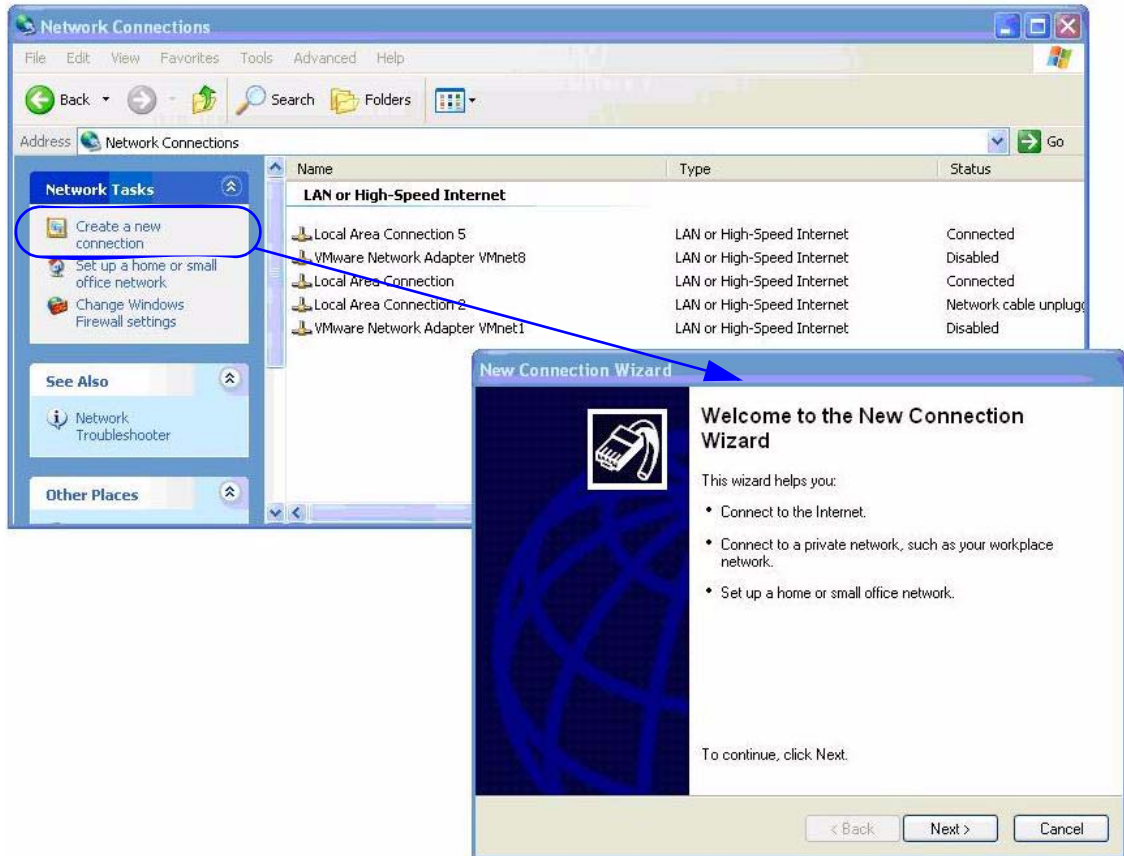 Network Connections
File Edit View Favorites Tools Advanced Help
Back Search Folders
Address Network Connections Go
Network Tasks
Create a new
connection
Set up a home or small
office network
Change Windows
Firewall settings
See Also
Network
Troubleshooter
Other Places
Name Type Status
LAN or High-Speed Internet
Local Area Connection 5 LAN or High-Speed Internet Connected
VMware Network Adapter VMnet8 LAN or High-Speed Internet Disabled
Local Area Connection LAN or High-Speed Internet Connected
Local Area Connection 2 LAN or High-Speed Internet Network cable unplugg
VMware Network Adapter VMnet1 LAN or High-Speed Internet Disabled
New Connection Wizard
Welcome to the New Connection
Wizard
This wizard helps you:
• Connect to the Internet.
• Connect to a private network, such as your workplace
network.
• Set up a home or small office network.
To continue, click Next.
< Back Next > Cancel